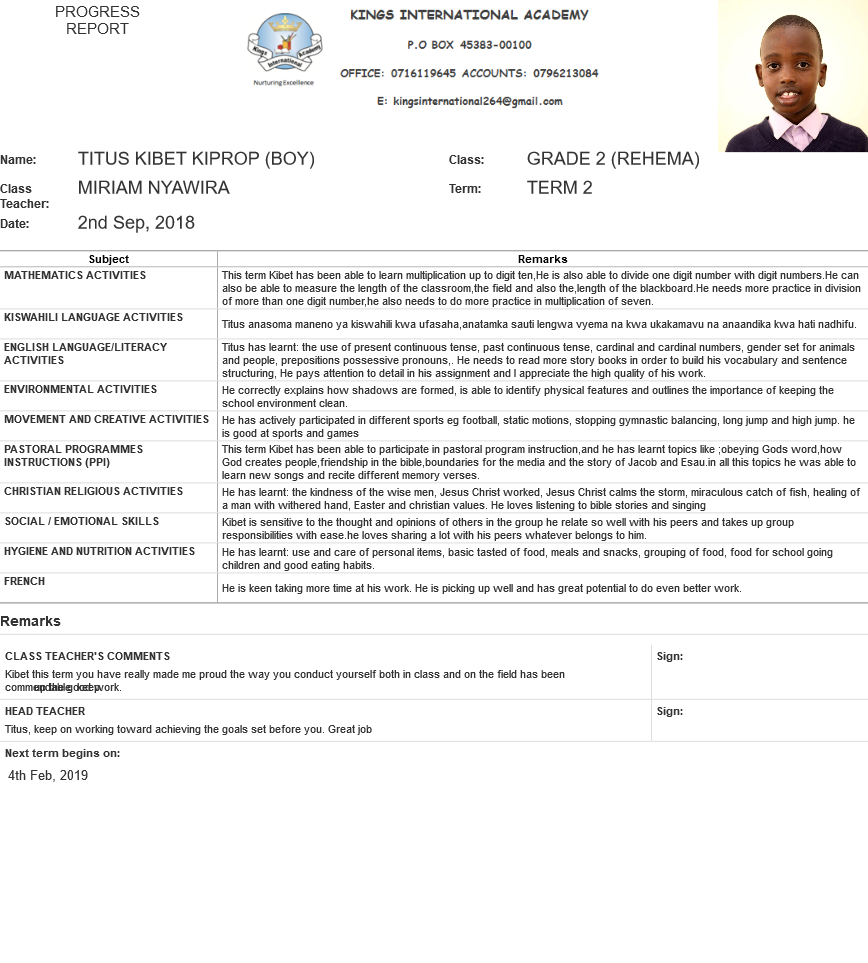 PROGRESS
REPORT
Kings International Academy
Nurturing Excellence
KINGS INTERNATIONAL ACADEMY
P.O BOX 45383-00100
OFFICE: 0716119645 ACCOUNTS: 0796213084
E: kingsinternational264@gmail.com
Name: TITUS KIBET KIPROP (BOY) Class: GRADE 2 (REHEMA)
Class Teacher: MIRIAM NYAWIRA Term: TERM 2
Date: 2nd Sep, 2018
Subject Remarks
MATHEMATICS ACTIVITIES
This term Kibet has been able to learn multiplication up to digit ten,He is also able to divide one digit number with digit numbers.He can
also be able to measure the length of the classroom,the field and also the,length of the blackboard.He needs more practice in division
of more than one digit number,he also needs to do more practice in multiplication of seven.
KISWAHILI LANGUAGE ACTIVITIES
Titus anasoma maneno ya kiswahili kwa ufasaha,anatamka sauti lengwa vyema na kwa ukakamavu na anaandika kwa hati nadhifu.
ENGLISH LANGUAGE/LITERACY
ACTIVITIES
Titus has learnt: the use of present continuous tense, past continuous tense, cardinal and cardinal numbers, gender set for animals
and people, prepositions possessive pronouns,. He needs to read more story books in order to build his vocabulary and sentence
structuring, He pays attention to detail in his assignment and I appreciate the high quality of his work.
ENVIRONMENTAL ACTIVITIES
He correctly explains how shadows are formed, is able to identify physical features and outlines the importance of keeping the
school environment clean.
MOVEMENT AND CREATIVE ACTIVITIES
He has actively participated in different sports eg football, static motions, stopping gymnastic balancing, long jump and high jump. he
is good at sports and games
PASTORAL PROGRAMMES
INSTRUCTIONS (PPI)
This term Kibet has been able to participate in pastoral program instruction,and he has learnt topics like ;obeying Gods word,how
God creates people,friendship in the bible,boundaries for the media and the story of Jacob and Esau.in all this topics he was able to
learn new songs and recite different memory verses.
CHRISTIAN RELIGIOUS ACTIVITIES
He has learnt: the kindness of the wise men, Jesus Christ worked, Jesus Christ calms the storm, miraculous catch of fish, healing of
a man with withered hand, Easter and christian values. He loves listening to bible stories and singing
SOCIAL / EMOTIONAL SKILLS
Kibet is sensitive to the thought and opinions of others in the group he relate so well with his peers and takes up group
responsibilities with ease.he loves sharing a lot with his peers whatever belongs to him.
HYGIENE AND NUTRITION ACTIVITIES
He has learnt: use and care of personal items, basic tasted of food, meals and snacks, grouping of food, food for school going
children and good eating habits.
FRENCH
He is keen taking more time at his work. He is picking up well and has great potential to do even better work.
Remarks
CLASS TEACHER'S COMMENTS Sign:
Kibet this term you have really made me proud the way you conduct yourself both in class and on the field has been
work.
HEAD TEACHER Sign:
Titus, keep on working toward achieving the goals set before you. Great job
Next term begins on:
4th Feb, 2019